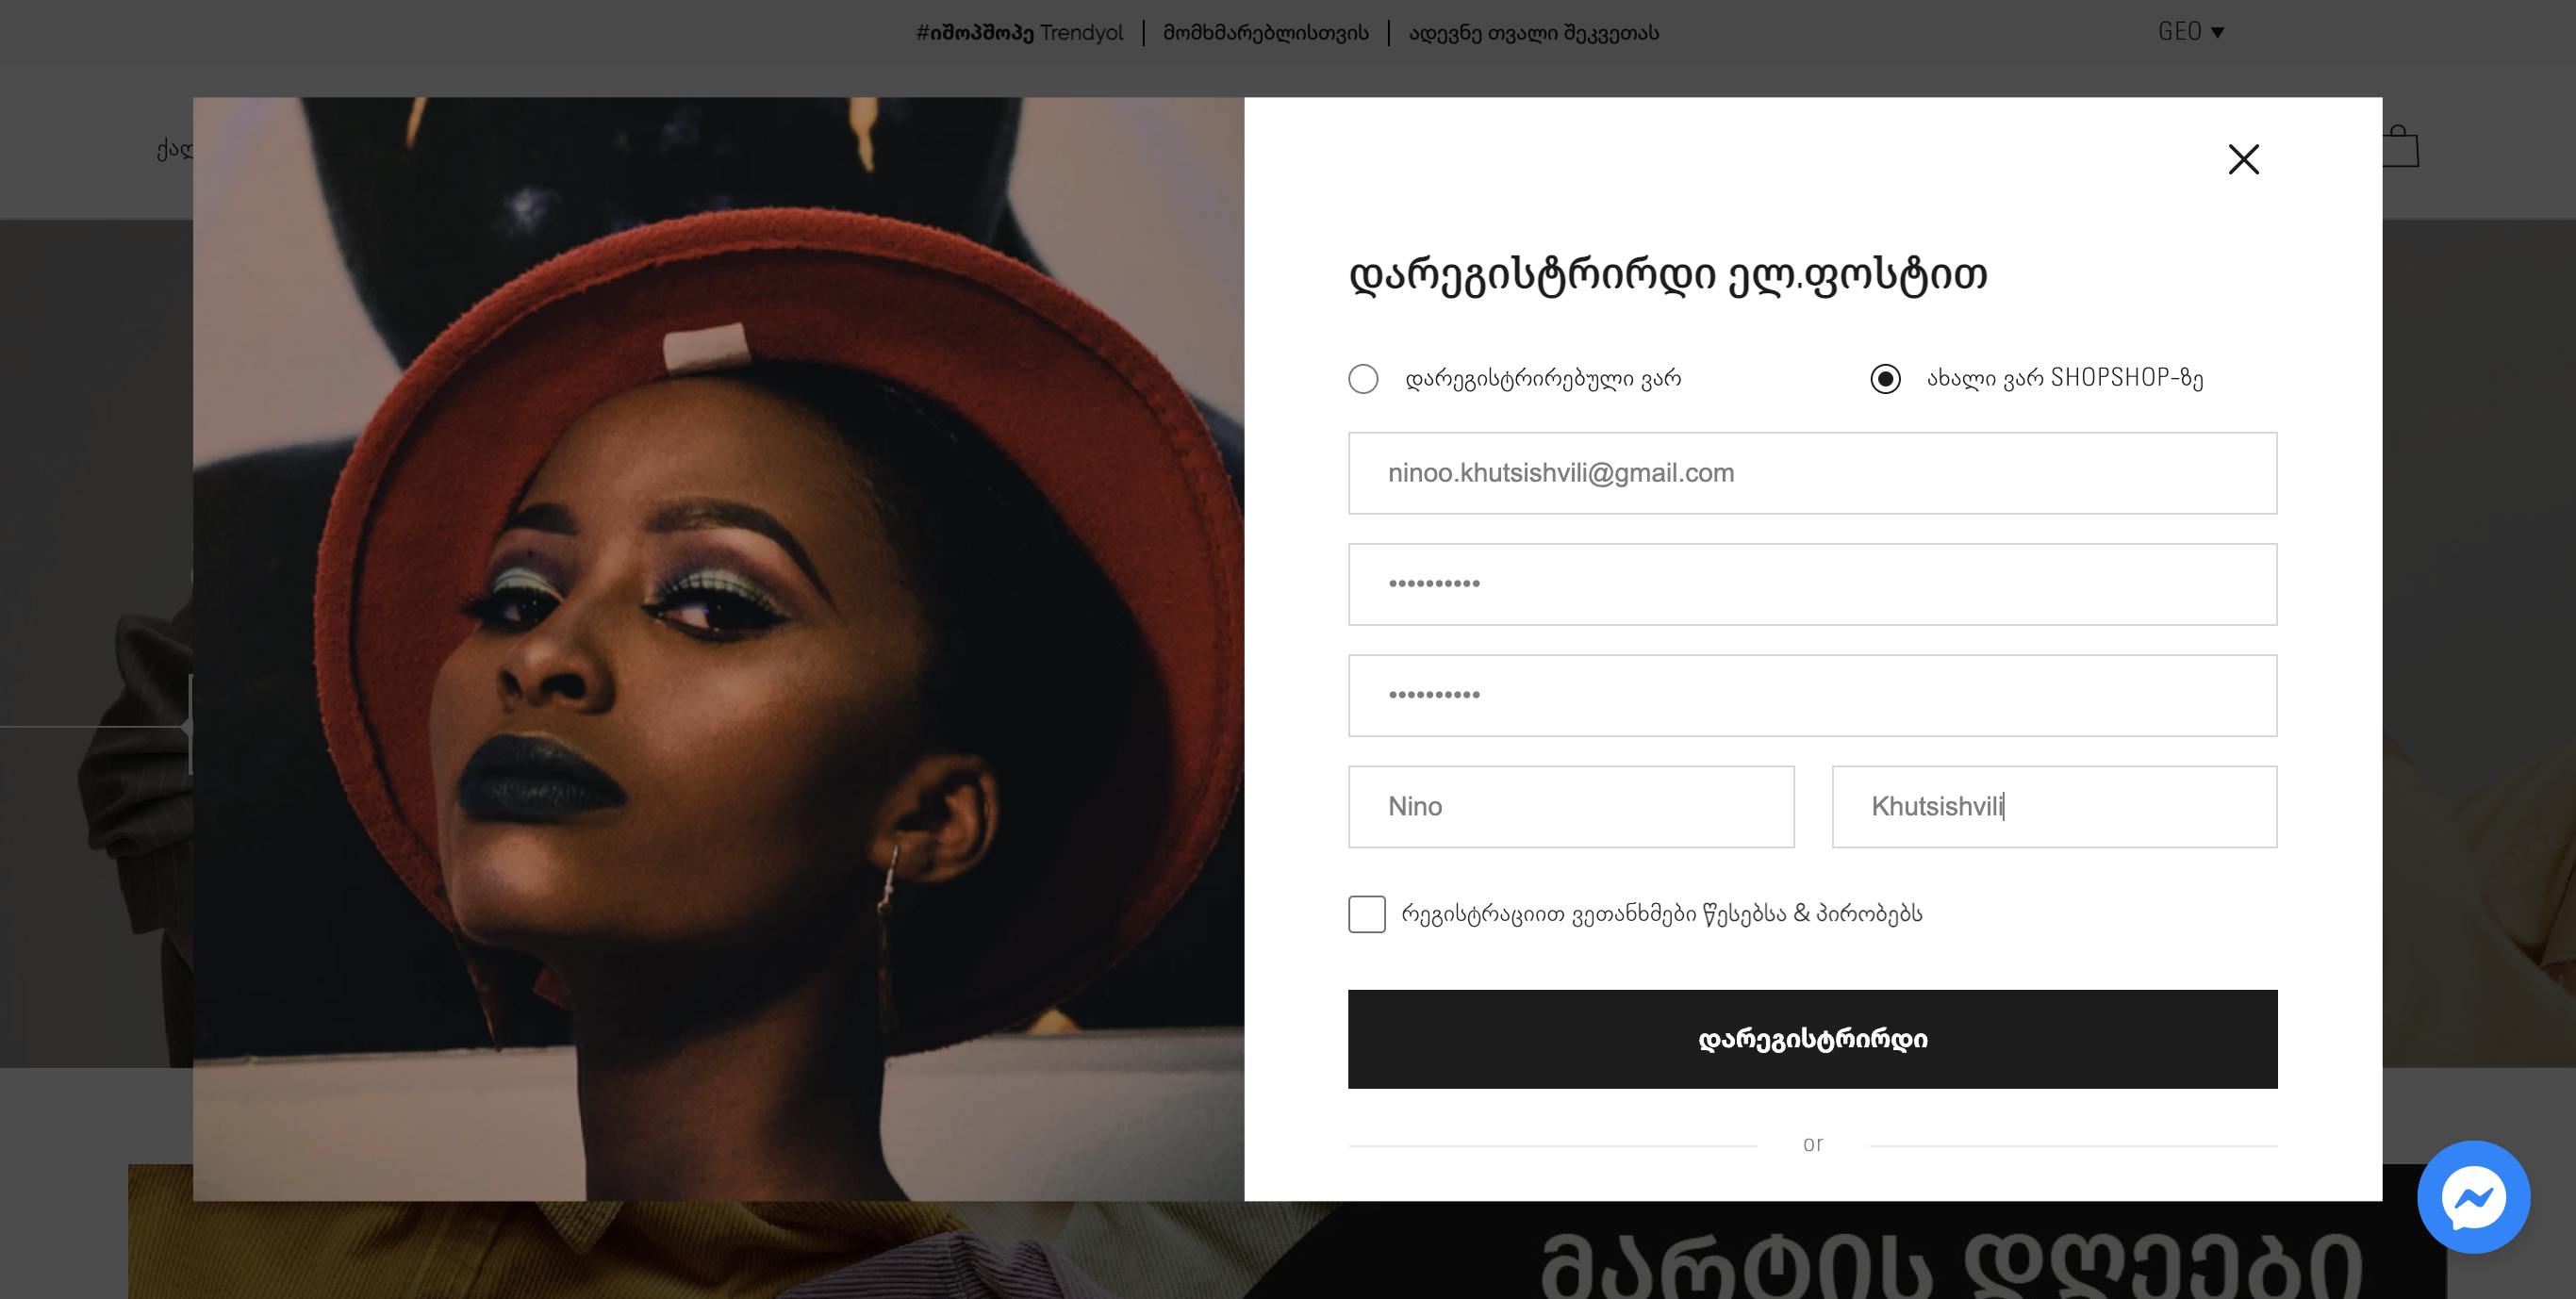 #იშოპშოპე Trendyol
მომხმარებლისთვის
ადევნე თვალი შეკვეთას
GEO
დარეგისტრირდი ელ.ფოსტით
დარეგისტრირებული ვარ
ახალი ვარ SHOPSHOP-ზე
ninoo.khutsishvili@gmail.com
••••••••••
••••••••••
Nino
Khutsishvili
რეგისტრაციით ვეთანხმები წესებსა & პირობებს
დარეგისტრირდი
or
მარტის დღეები